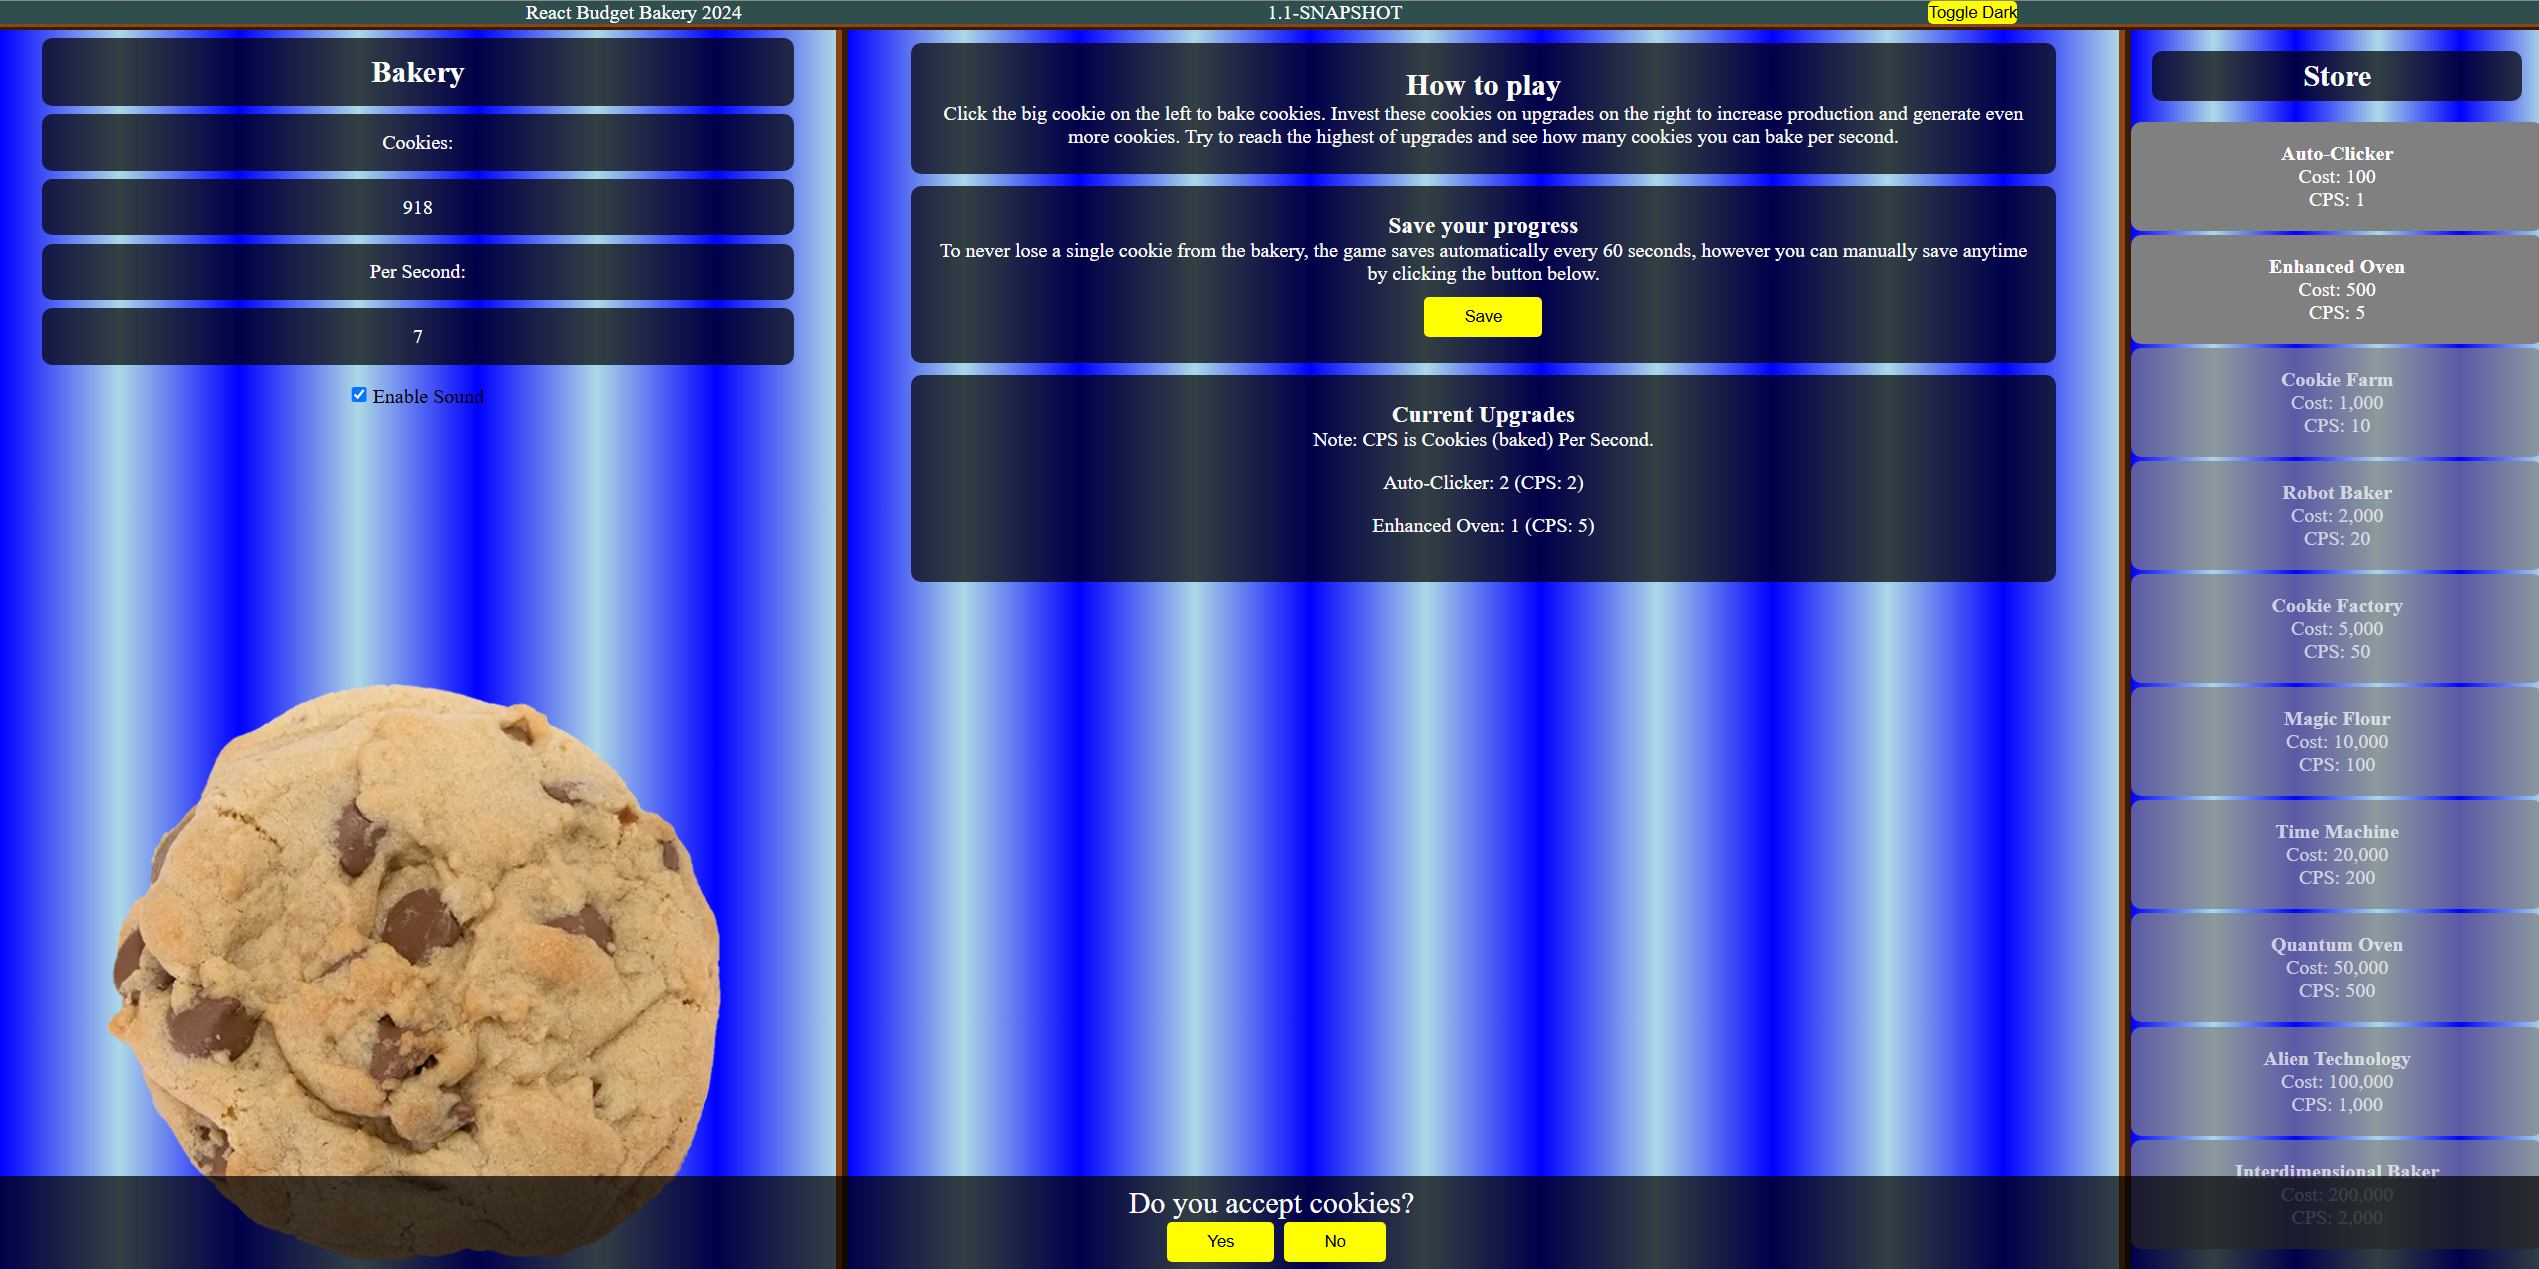 React Budget Bakery 2024
1.1-SNAPSHOT
Toggle Dark
Bakery
Cookies:
918
Per Second:
7
Enable Sound
How to play
Click the big cookie on the left to bake cookies. Invest these cookies on upgrades on the right to increase production and generate even
more cookies. Try to reach the highest of upgrades and see how many cookies you can bake per second.
Save your progress
To never lose a single cookie from the bakery, the game saves automatically every 60 seconds, however you can manually save anytime
by clicking the button below.
Save
Current Upgrades
Note: CPS is Cookies (baked) Per Second.
Auto-Clicker: 2 (CPS: 2)
Enhanced Oven: 1 (CPS: 5)
Store
Auto-Clicker
Cost: 100
CPS: 1
Enhanced Oven
Cost: 500
CPS: 5
Cookie Farm
Cost: 1,000
CPS: 10
Robot Baker
Cost: 2,000
CPS: 20
Cookie Factory
Cost: 5,000
CPS: 50
Magic Flour
Cost: 10,000
CPS: 100
Time Machine
Cost: 20,000
CPS: 200
Quantum Oven
Cost: 50,000
CPS: 500
Alien Technology
Cost: 100,000
CPS: 1,000
Interdimensional Baker
Cost: 200,000
CPS: 2,000
Do you accept cookies?
Yes
No